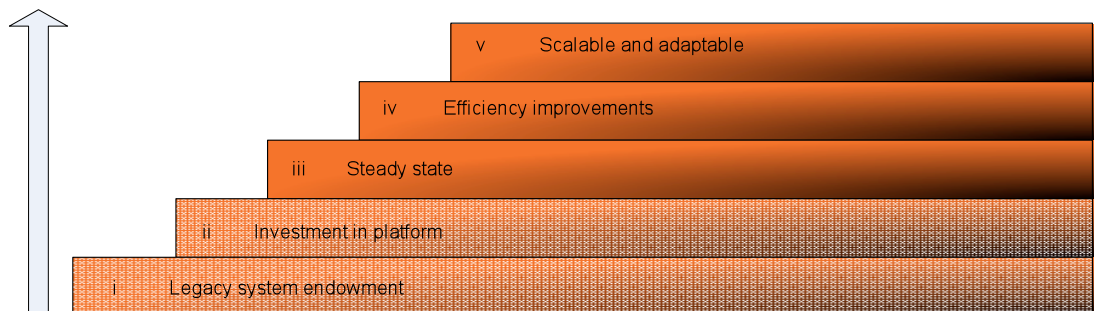 v Scalable and adaptable
iv Efficiency improvements
iii Steady state
ii Investment in platform
i Legacy system endowment